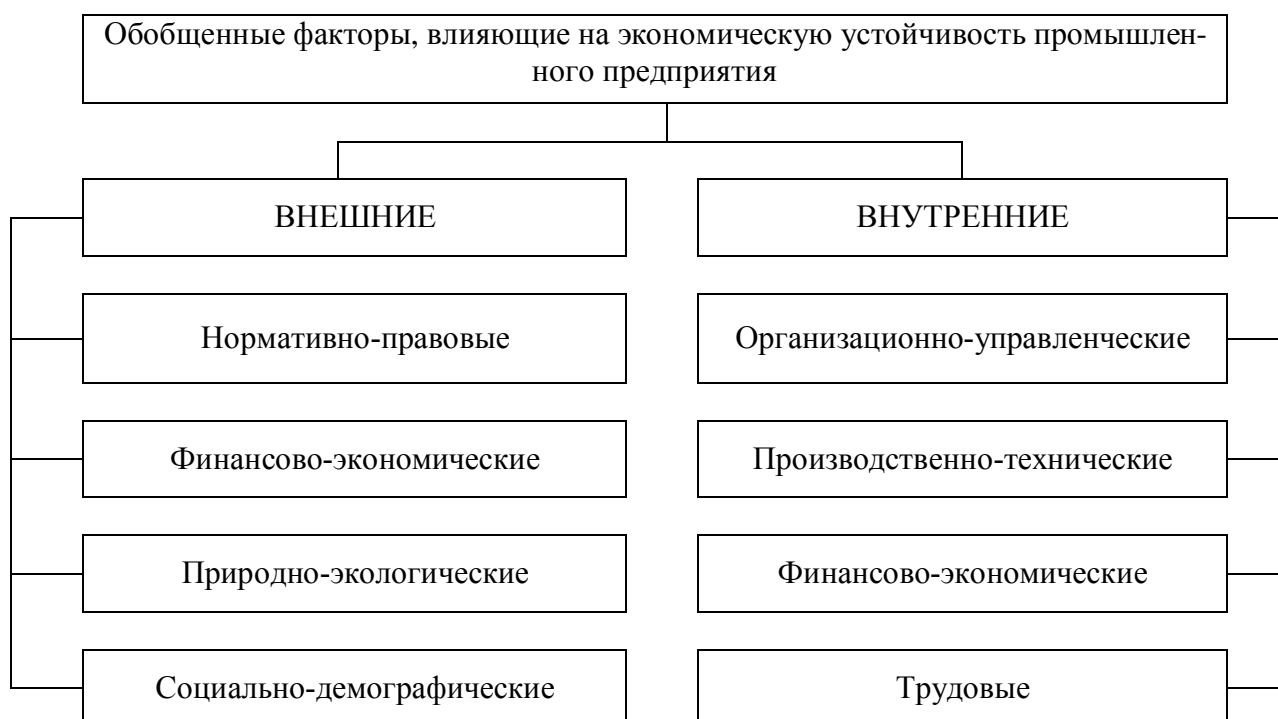 Обобщенные факторы, влияющие на экономическую устойчивость промышлен-
ного предприятия
ВНЕШНИЕ
ВНУТРЕННИЕ
Нормативно-правовые
Организационно-управленческие
Финансово-экономические
Производственно-технические
Природно-экологические
Финансово-экономические
Социально-демографические
Трудовые